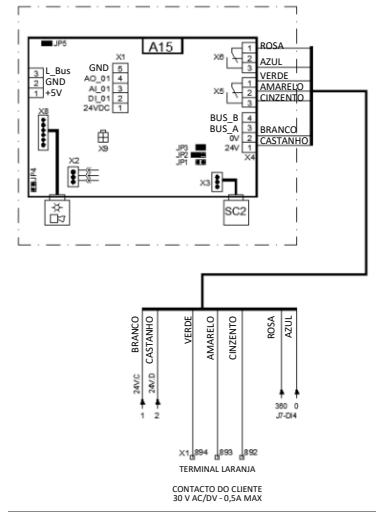 JP5
A15
X1
GND 5
AO_01 4
AI_01 3
DI_01 2
24VDC 1
3 L_Bus
2 GND
1 +5V
X8
X9
X2
JP4
X6
1 ROSA
2
3 AZUL
VERDE
X5
1 AMARELO
2 CINZENTO
3
BUS_B 4
BUS_A 3 BRANCO
0V 2 CASTANHO
24V 1
X4
JP3
JP2
JP1
X3
SC2
BRANCO
CASTANHO
VERDE
AMARELO
CINZENTO
ROSA
AZUL
24V.C
24V.D
1 2
360 0
J7-DI4
X1 894 893 892
TERMINAL LARANJA
CONTACTO DO CLIENTE
30 V AC/DV - 0,5A MAX